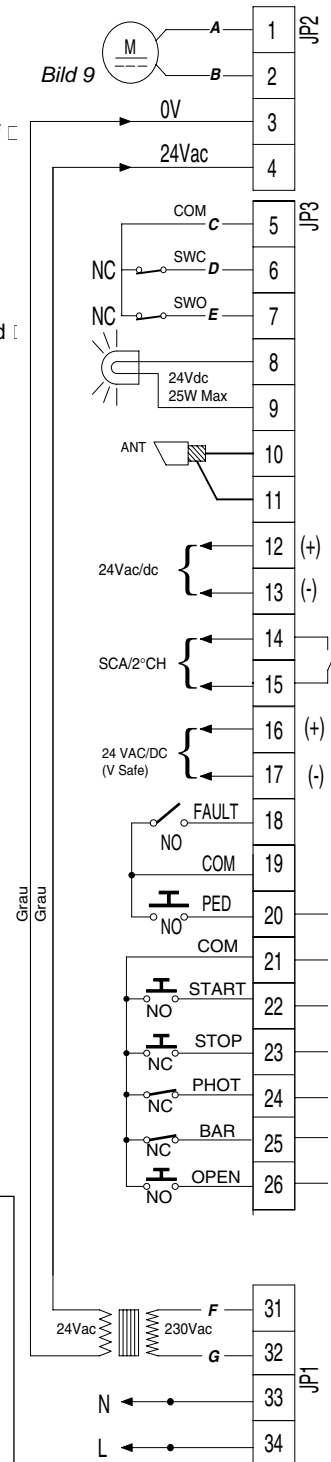 A 1 JP2
M
Bild 9
B 2
0V 3
24Vac 4
COM C 5 JP3
NC SWC D 6
d
NC SWO E 7
8
24Vdc
25W Max
9
ANT 10
11
12 (+)
24Vac/dc
13 (-)
14
SCA/2°CH
15
16 (+)
24 VAC/DC
(V Safe)
17 (-)
FAULT 18
NO
COM 19
PED 20
NO
Grau
Grau
COM 21
START 22
NO
STOP 23
NC
PHOT 24
NC
BAR 25
NC
OPEN 26
NO
F 31
24Vac 230Vac
G 32 JP1
N 33
L 34